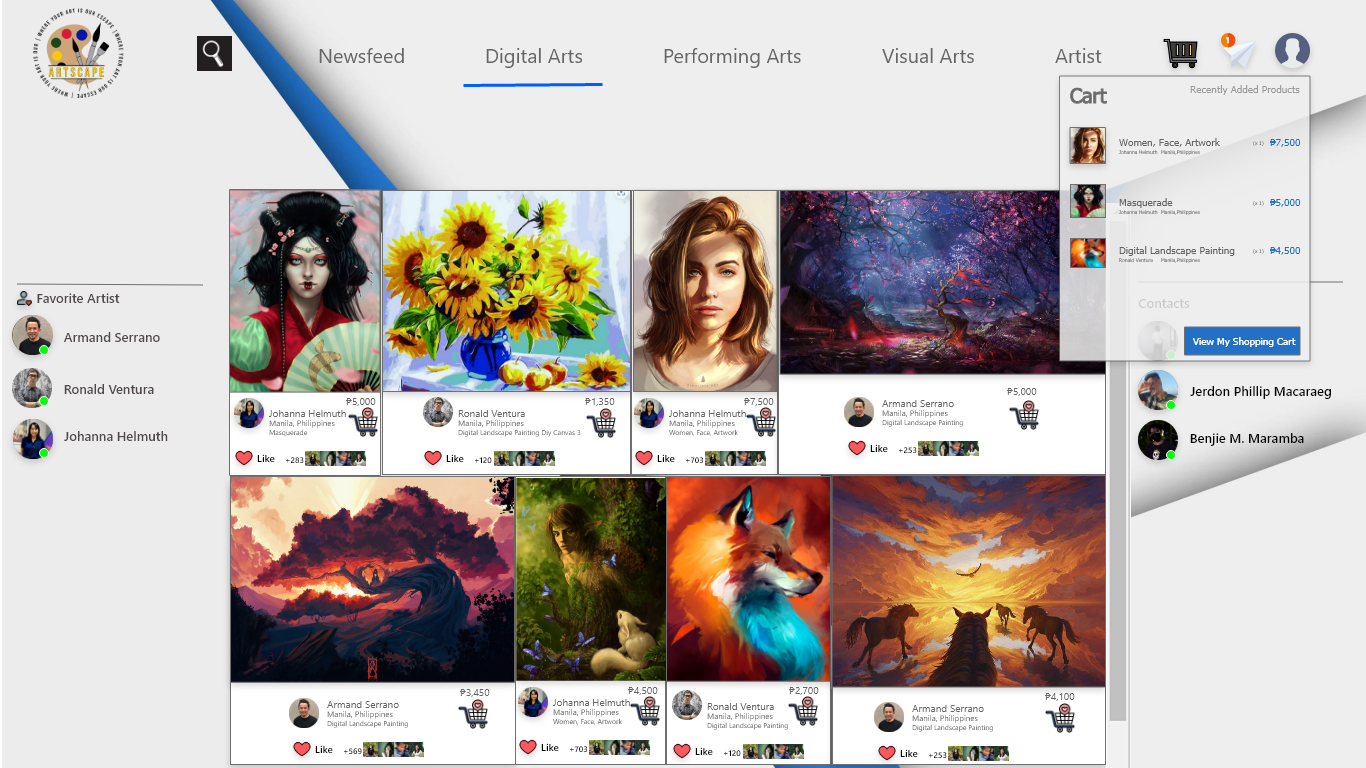 WHERE YOUR ART IS OUR ESCAPE | WHERE YOUR ART IS OUR ESCAPE |
ARTSCAPE
Newsfeed
Digital Arts
Performing Arts
Visual Arts
Artist
1
Cart
Recently Added Products
Women, Face, Artwork (x 1) ₱7,500
Johanna Helmuth Manila,Philippines
Masquerade (x 1) ₱5,000
Johanna Helmuth Manila,Philippines
Digital Landscape Painting (x 1) ₱4,500
Ronald Ventura Manila,Philippines
Contacts
View My Shopping Cart
Jerdon Phillip Macaraeg
Benjie M. Maramba
Favorite Artist
Armand Serrano
Ronald Ventura
Johanna Helmuth
₱5,000
Johanna Helmuth
Manila, Philippines
Masquerade
Like +283
₱1,350
Ronald Ventura
Manila, Philippines
Digital Landscape Painting Diy Canvas 3
Like +120
₱7,500
Johanna Helmuth
Manila, Philippines
Women, Face, Artwork
Like +703
₱5,000
Armand Serrano
Manila, Philippines
Digital Landscape Painting
Like +253
₱3,450
Armand Serrano
Manila, Philippines
Digital Landscape Painting
Like +569
₱4,500
Johanna Helmuth
Manila, Philippines
Women, Face, Artwork
Like +703
₱2,700
Ronald Ventura
Manila, Philippines
Digital Landscape Painting
Like +120
₱4,100
Armand Serrano
Manila, Philippines
Digital Landscape Painting
Like +253